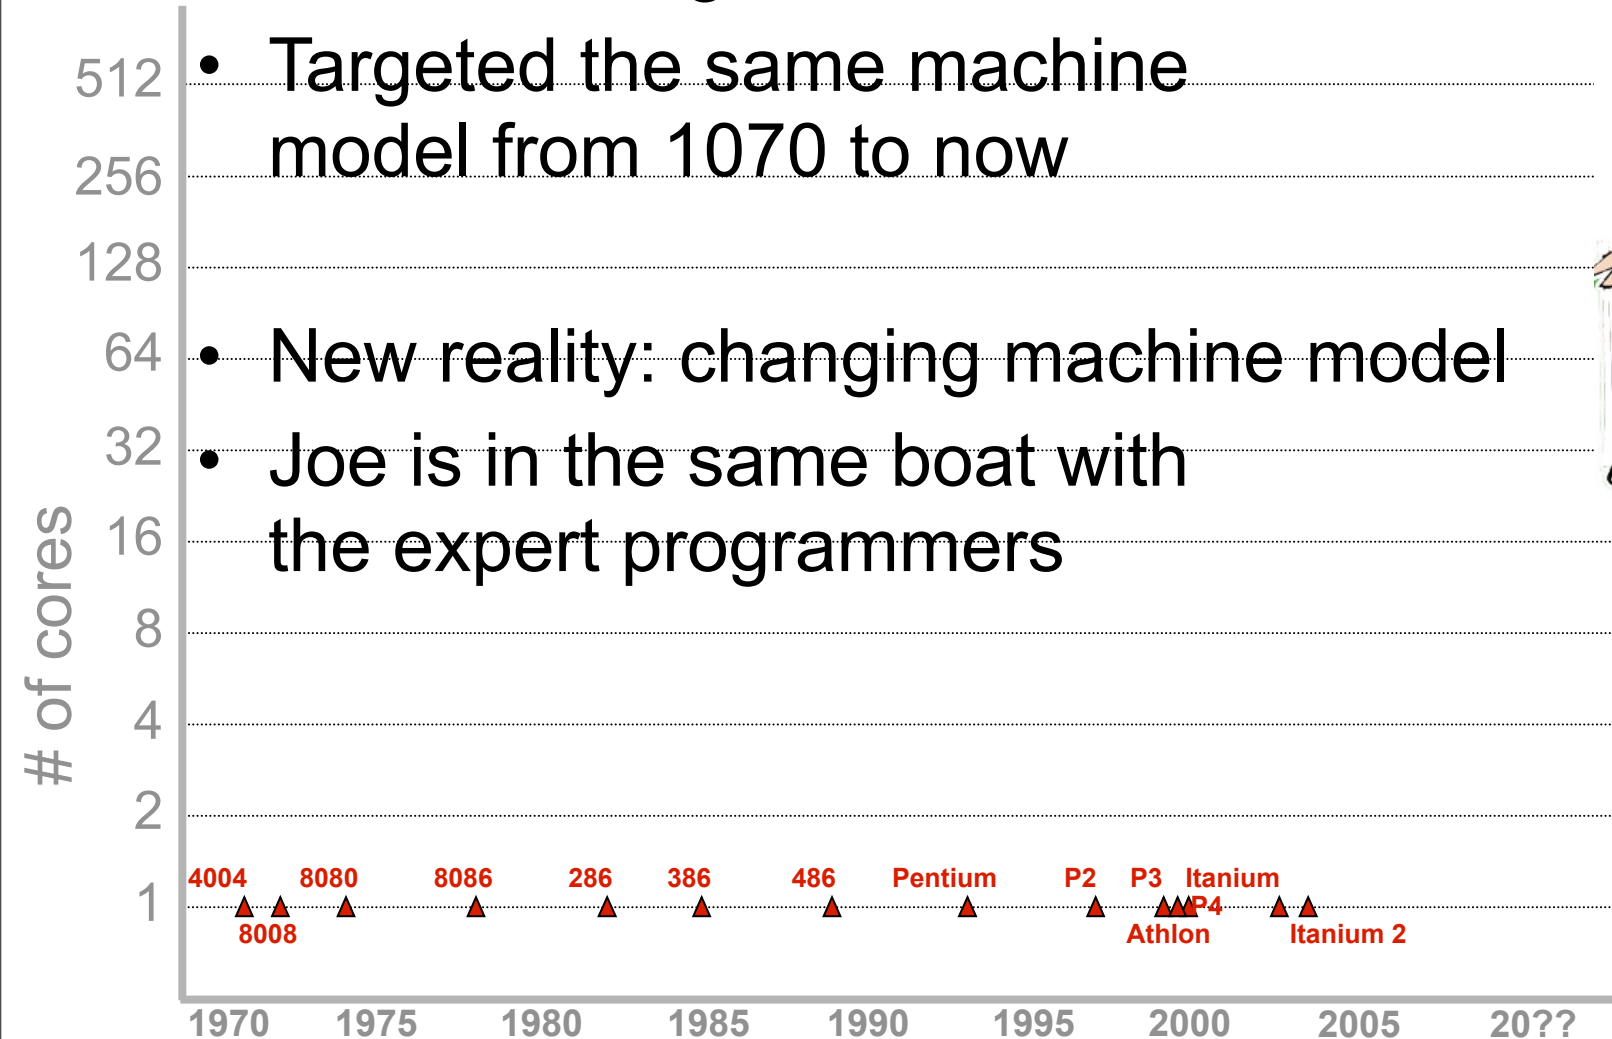 • Targeted the same machine
model from 1070 to now
• New reality: changing machine model
• Joe is in the same boat with
the expert programmers
# of cores
512
256
128
64
32
16
8
4
2
1
4004 8080 8086 286 386 486 Pentium P2 P3 Itanium
P4
8008 Athlon Itanium 2
1970 1975 1980 1985 1990 1995 2000 2005 20??